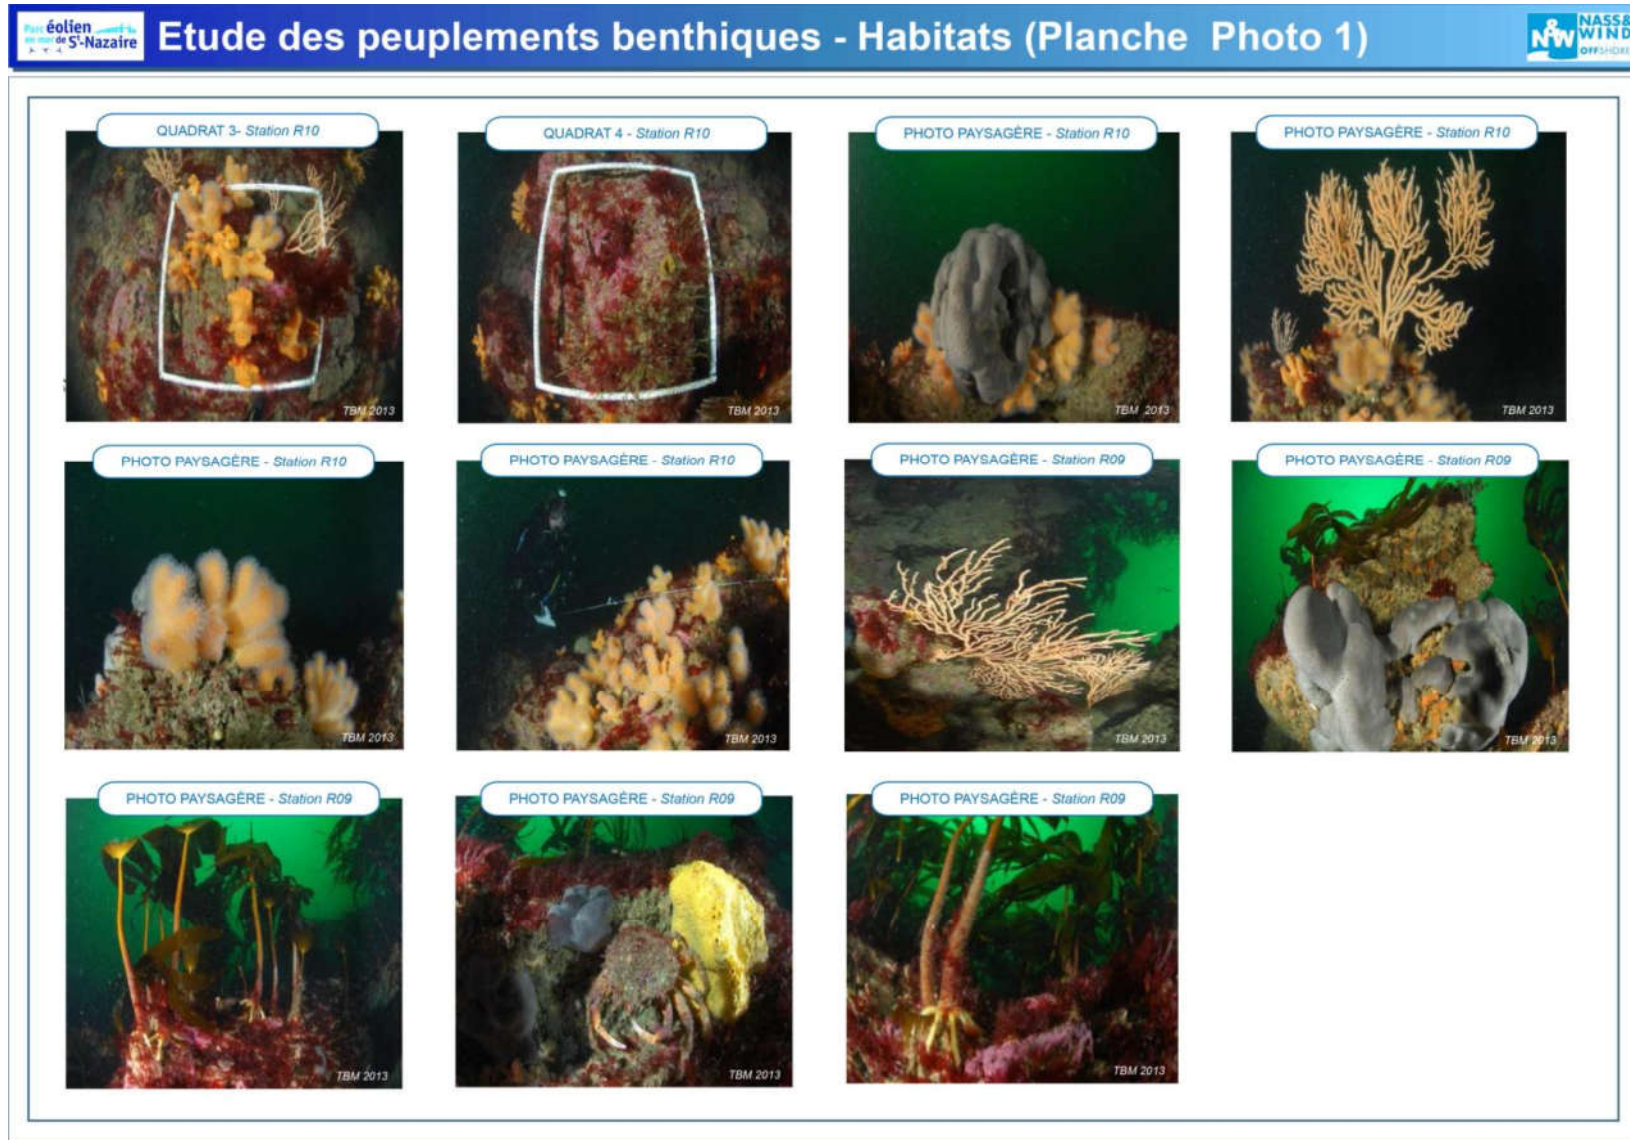 Parc éolien
en mer de St-Nazaire
Etude des peuplements benthiques - Habitats (Planche Photo 1)
N&W
NASS&
WIND
OFFSHORE
QUADRAT 3- Station R10
QUADRAT 4 - Station R10
PHOTO PAYSAGÈRE - Station R10
PHOTO PAYSAGÈRE - Station R10
TBM 2013
TBM 2013
TBM 2013
TBM 2013
PHOTO PAYSAGÈRE - Station R10
PHOTO PAYSAGÈRE - Station R10
PHOTO PAYSAGÈRE - Station R09
PHOTO PAYSAGÈRE - Station R09
TBM 2013
TBM 2013
TBM 2013
TBM 2013
PHOTO PAYSAGÈRE - Station R09
PHOTO PAYSAGÈRE - Station R09
PHOTO PAYSAGÈRE - Station R09
TBM 2013
TBM 2013
TBM 2013